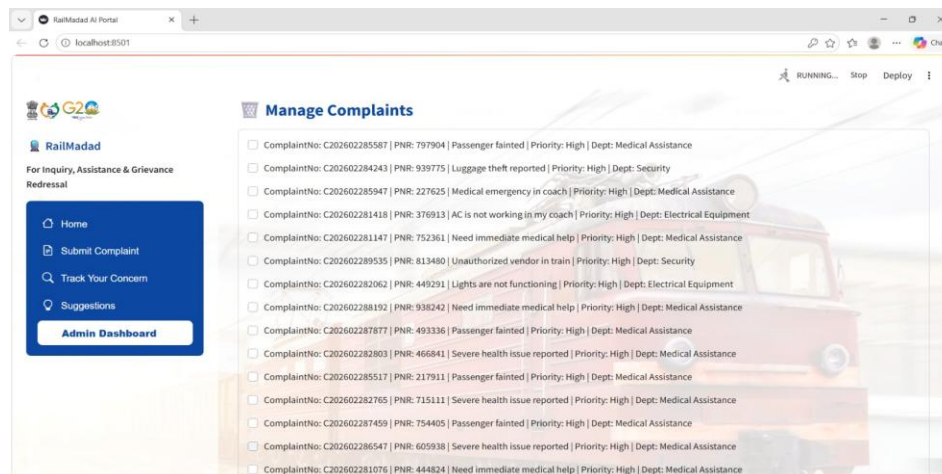 RailMadad AI Portal
localhost:8501
Cha
RUNNING... Stop Deploy
G20
RailMadad
For Inquiry, Assistance & Grievance
Redressal
Home
Submit Complaint
Track Your Concern
Suggestions
Admin Dashboard
Manage Complaints
ComplaintNo: C202602285587 | PNR: 797904 | Passenger fainted | Priority: High | Dept: Medical Assistance
ComplaintNo: C202602284243 | PNR: 939775 | Luggage theft reported | Priority: High | Dept: Security
ComplaintNo: C202602285947 | PNR: 227625 | Medical emergency in coach | Priority: High | Dept: Medical Assistance
ComplaintNo: C202602281418 | PNR: 376913 | AC is not working in my coach | Priority: High | Dept: Electrical Equipment
ComplaintNo: C202602281147 | PNR: 752361 | Need immediate medical help | Priority: High | Dept: Medical Assistance
ComplaintNo: C202602289535 | PNR: 813480 | Unauthorized vendor in train | Priority: High | Dept: Security
ComplaintNo: C202602282062 | PNR: 449291 | Lights are not functioning | Priority: High | Dept: Electrical Equipment
ComplaintNo: C202602288192 | PNR: 938242 | Need immediate medical help | Priority: High | Dept: Medical Assistance
ComplaintNo: C202602287877 | PNR: 493336 | Passenger fainted | Priority: High | Dept: Medical Assistance
ComplaintNo: C202602282803 | PNR: 466841 | Severe health issue reported | Priority: High | Dept: Medical Assistance
ComplaintNo: C202602285517 | PNR: 217911 | Passenger fainted | Priority: High | Dept: Medical Assistance
ComplaintNo: C202602282765 | PNR: 715111 | Severe health issue reported | Priority: High | Dept: Medical Assistance
ComplaintNo: C202602287459 | PNR: 754405 | Passenger fainted | Priority: High | Dept: Medical Assistance
ComplaintNo: C202602286547 | PNR: 605938 | Severe health issue reported | Priority: High | Dept: Medical Assistance
ComplaintNo: C202602281076 | PNR: 444824 | Need immediate medical help | Priority: High | Dept: Medical Assistance